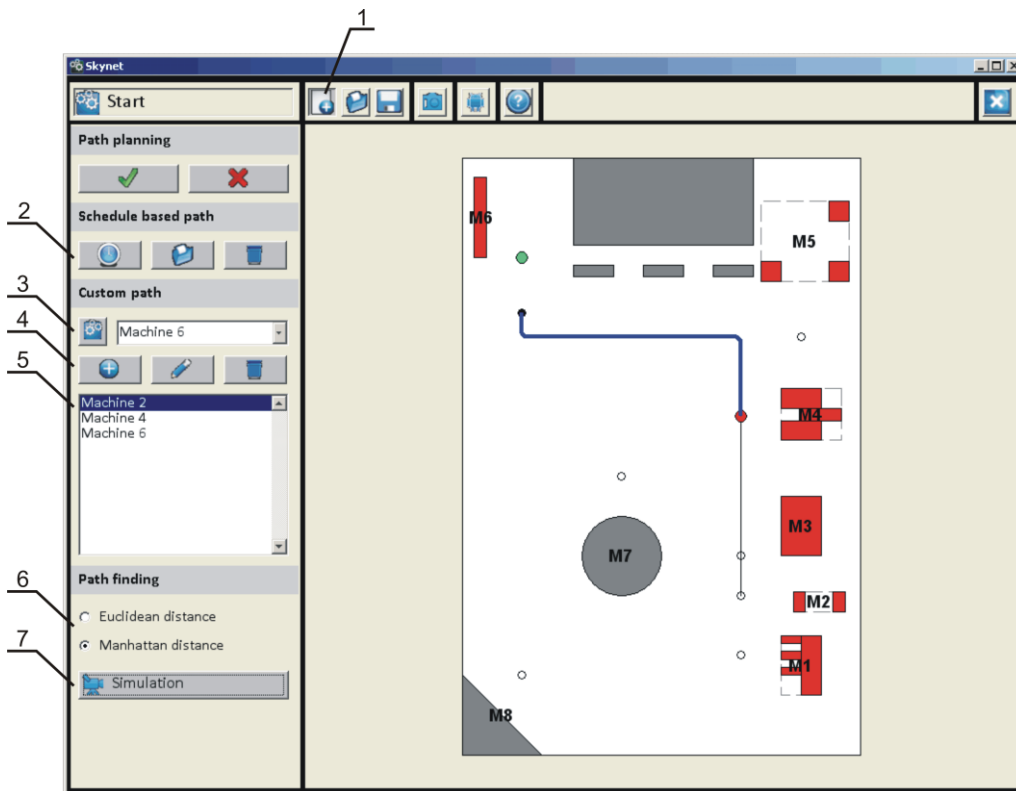 1
Skynet
Start
Path planning
2
Schedule based path
3
Custom path
Machine 6
4
5
Machine 2
Machine 4
Machine 6
6
Path finding
Euclidean distance
Manhattan distance
7
Simulation
M6
M5
M4
M3
M7
M2
M1
M8